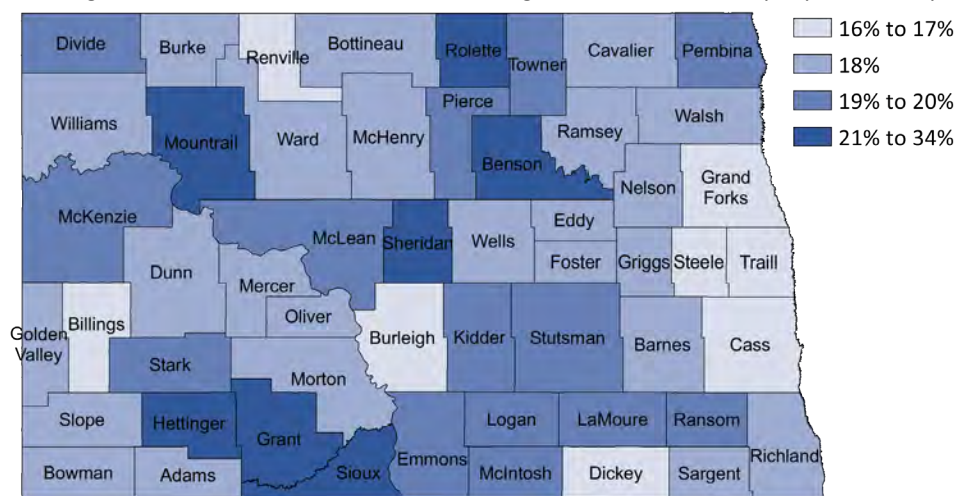 16% to 17%
18%
19% to 20%
21% to 34%
Divide
Burke
Renville
Bottineau
Rolette
Towner
Cavalier
Pembina
Williams
Mountrail
Ward
McHenry
Pierce
Benson
Ramsey
Walsh
Nelson
Grand
Forks
McKenzie
McLean
Sheridan
Wells
Eddy
Foster
Griggs
Steele
Traill
Dunn
Mercer
Oliver
Golden
Valley
Billings
Burleigh
Kidder
Stutsman
Barnes
Cass
Stark
Morton
Slope
Hettinger
Grant
Logan
LaMoure
Ransom
Bowman
Adams
Sioux
Emmons
McIntosh
Dickey
Sargent
Richland